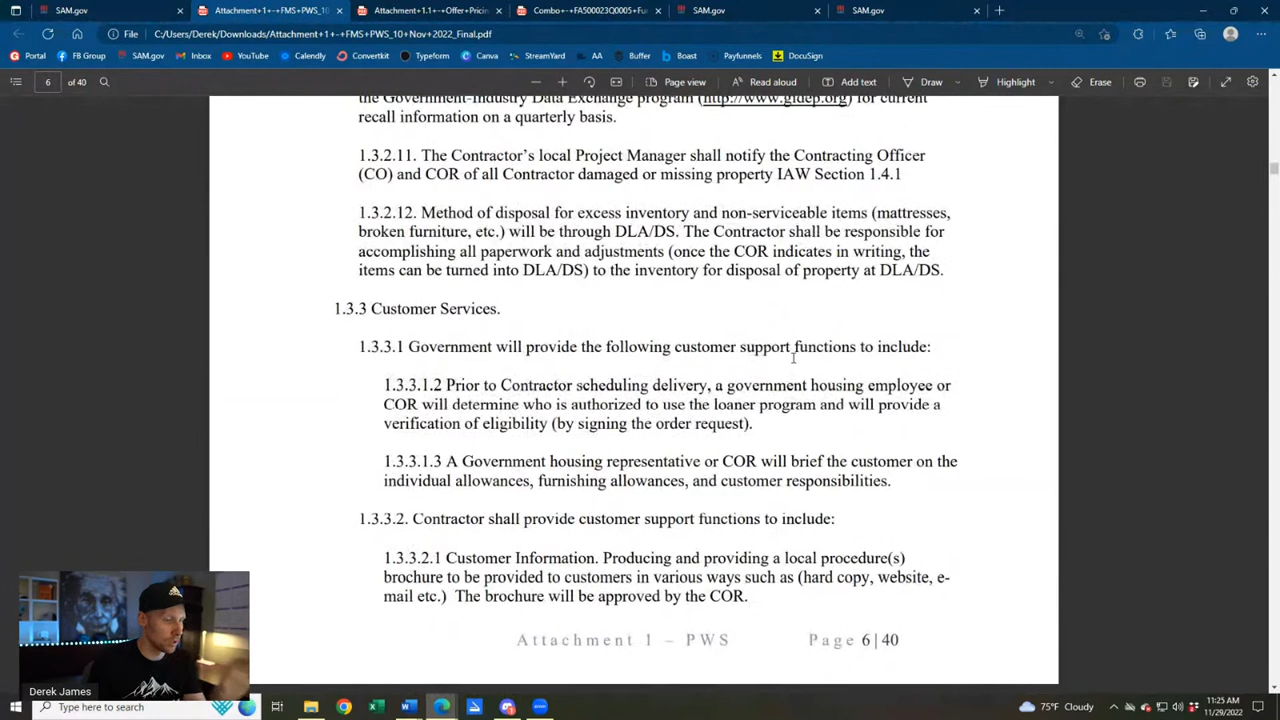 SAM.gov
Attachment+1+-+FMS+PWS_10
Attachment+1.1+-+Offer+Pricin
Combo+-+FA500023Q0005+Fur
SAM.gov
SAM.gov
File
C:/Users/Derek/Downloads/Attachment+1+-+FMS+PWS_10+Nov+2022_Final.pdf
Portal
FB Group
SAM.gov
Inbox
YouTube
Calendly
Convertkit
Typeform
Canva
StreamYard
AA
Buffer
Boast
Payfunnels
DocuSign
6 of 40
Page view
Read aloud
Add text
Draw
Highlight
Erase
the Government-Industry Data Exchange program (http://www.gidep.org) for current
recall information on a quarterly basis.
1.3.2.11. The Contractor's local Project Manager shall notify the Contracting Officer
(CO) and COR of all Contractor damaged or missing property IAW Section 1.4.1
1.3.2.12. Method of disposal for excess inventory and non-serviceable items (mattresses,
broken furniture, etc.) will be through DLA/DS. The Contractor shall be responsible for
accomplishing all paperwork and adjustments (once the COR indicates in writing, the
items can be turned into DLA/DS) to the inventory for disposal of property at DLA/DS.
1.3.3 Customer Services.
1.3.3.1 Government will provide the following customer support functions to include:
1.3.3.1.2 Prior to Contractor scheduling delivery, a government housing employee or
COR will determine who is authorized to use the loaner program and will provide a
verification of eligibility (by signing the order request).
1.3.3.1.3 A Government housing representative or COR will brief the customer on the
individual allowances, furnishing allowances, and customer responsibilities.
1.3.3.2. Contractor shall provide customer support functions to include:
1.3.3.2.1 Customer Information. Producing and providing a local procedure(s)
brochure to be provided to customers in various ways such as (hard copy, website, e-
mail etc.) The brochure will be approved by the COR.
Attachment 1 – PWS Page 6|40
Derek James
Type here to search
75°F Cloudy
11:25 AM
11/29/2022